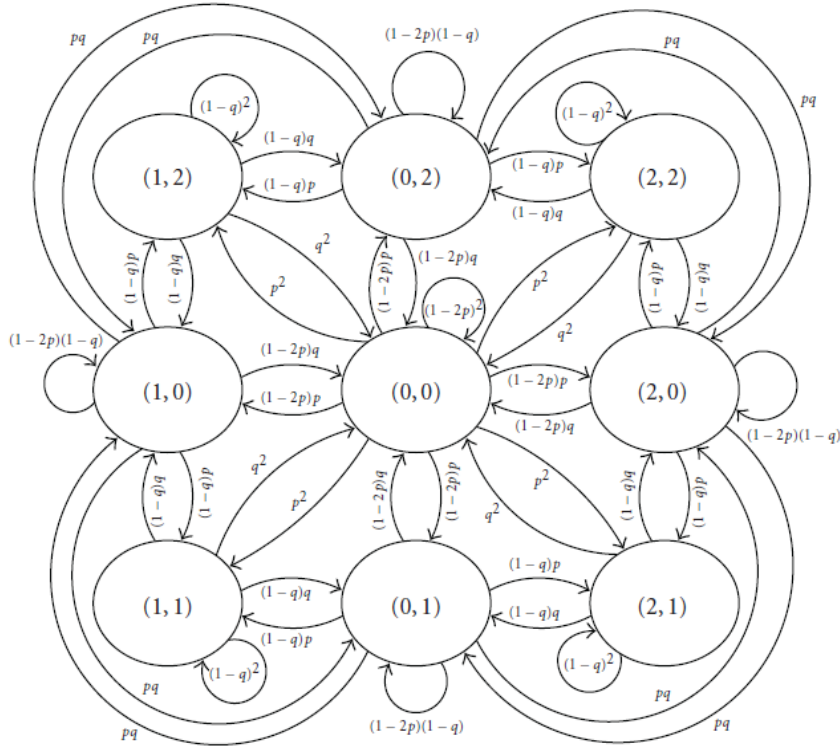 pq
pq
(1 − 2p)(1 − q)
pq
pq
(1 − q)²
(1 − q)²
(1 − q)q
(1 − q)p
(1, 2)
(0, 2)
(2, 2)
(1 − q)p
(1 − q)q
q²
(1 − 2p)q
(1 − 2p)p
p²
(1 − q)p
(1 − q)q
p²
(1 − q)p
(1 − q)q
(1 − 2p)²
q²
(1 − 2p)(1 − q)
(1 − 2p)q
(1 − 2p)p
(1, 0)
(0, 0)
(2, 0)
(1 − 2p)p
(1 − 2p)q
(1 − 2p)(1 − q)
q²
p²
p²
q²
(1 − q)q
(1 − q)p
(1 − 2p)q
(1 − 2p)p
(1 − q)q
(1 − q)p
(1 − q)p
(1 − q)q
(1, 1)
(0, 1)
(2, 1)
(1 − q)q
(1 − q)p
(1 − q)²
(1 − q)²
pq
pq
(1 − 2p)(1 − q)
pq
pq